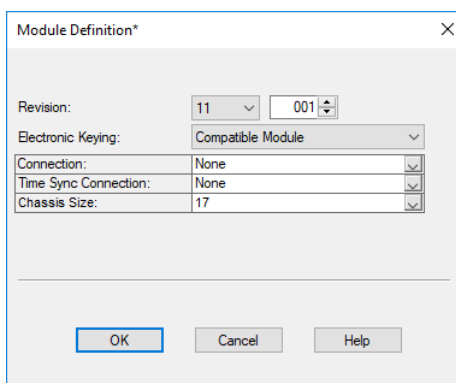 Module Definition*
Revision: 11 001
Electronic Keying: Compatible Module
Connection: None
Time Sync Connection: None
Chassis Size: 17
OK Cancel Help